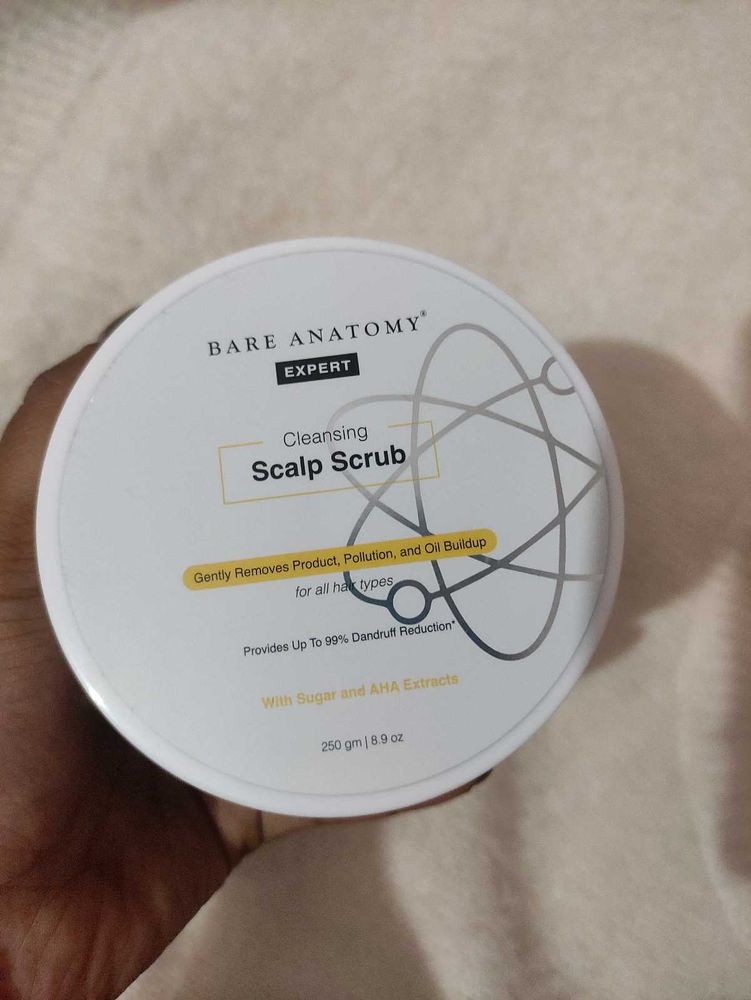 BARE ANATOMY®
EXPERT
Cleansing
Scalp Scrub
Gently Removes Product, Pollution, and Oil Buildup
for all hair types
Provides Up To 99% Dandruff Reduction*
With Sugar and AHA Extracts
250 gm | 8.9 oz